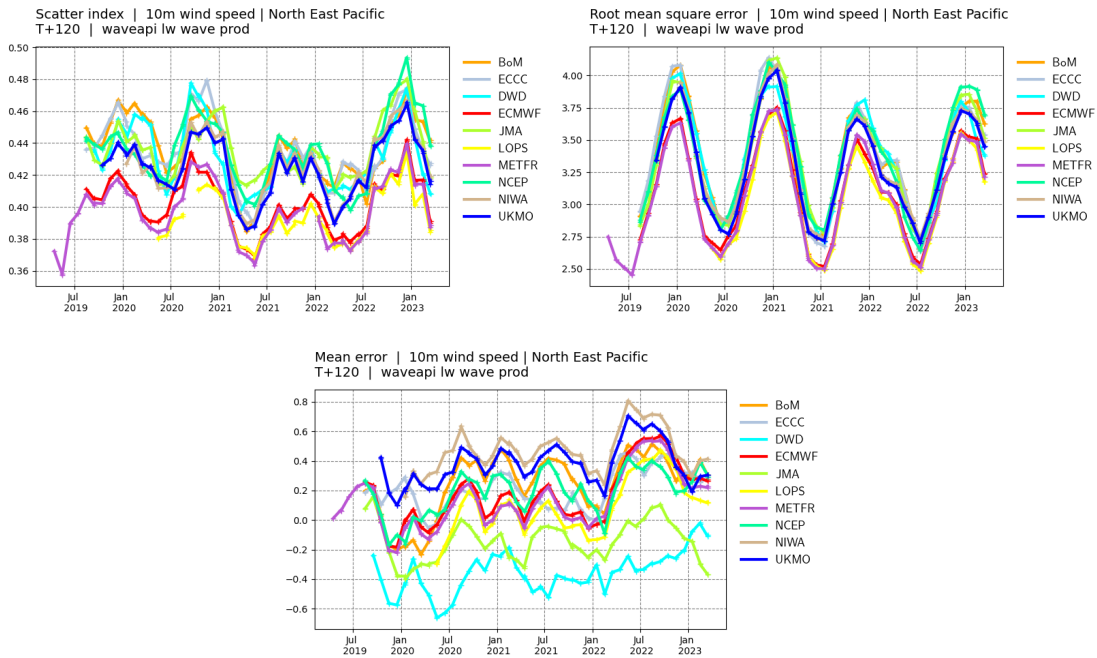 Scatter index | 10m wind speed | North East Pacific
T+120 | waveapi lw wave prod
0.50
0.48
0.46
0.44
0.42
0.40
0.38
0.36
Jul
2019
Jan
2020
Jul
2020
Jan
2021
Jul
2021
Jan
2022
Jul
2022
Jan
2023
BoM
ECCC
DWD
ECMWF
JMA
LOPS
METFR
NCEP
NIWA
UKMO
Root mean square error | 10m wind speed | North East Pacific
T+120 | waveapi lw wave prod
4.00
3.75
3.50
3.25
3.00
2.75
2.50
Jul
2019
Jan
2020
Jul
2020
Jan
2021
Jul
2021
Jan
2022
Jul
2022
Jan
2023
BoM
ECCC
DWD
ECMWF
JMA
LOPS
METFR
NCEP
NIWA
UKMO
Mean error | 10m wind speed | North East Pacific
T+120 | waveapi lw wave prod
0.8
0.6
0.4
0.2
0.0
−0.2
−0.4
−0.6
Jul
2019
Jan
2020
Jul
2020
Jan
2021
Jul
2021
Jan
2022
Jul
2022
Jan
2023
BoM
ECCC
DWD
ECMWF
JMA
LOPS
METFR
NCEP
NIWA
UKMO